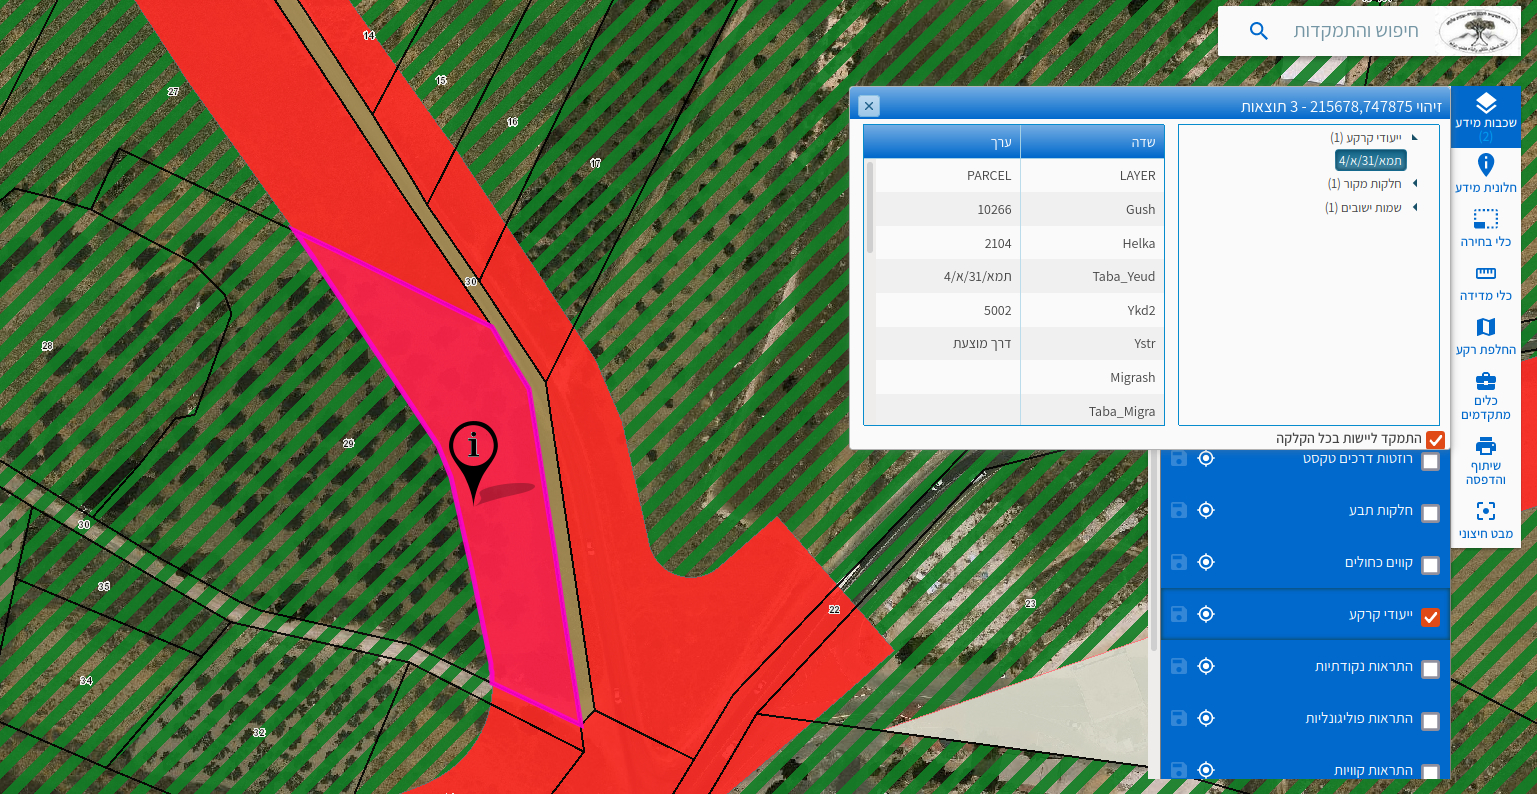 חיפוש והתמקדות
שכבות מידע
(2)
חלונית מידע
כלי בחירה
כלי מדידה
החלפת רקע
כלים
מתקדמים
שיתוף
והדפסה
מבט חיצוני
זיהוי 215678,747875 - 3 תוצאות
ייעודי קרקע (1)
תמא/31/א/4
חלקות מקור (1)
שמות ישובים (1)
שדה ערך
LAYER PARCEL
Gush 10266
Helka 2104
Taba_Yeud תמא/31/א/4
Ykd2 5002
Ystr דרך מוצעת
Migrash
Taba_Migra
התמקד ליישות בכל הקלקה
רוזטות דרכים טקסט
חלקות תבע
קווים כחולים
ייעודי קרקע
התראות נקודתיות
התראות פוליגונליות
התראות קוויות
14
15
27
16
17
30
28
29
30
35
22
23
34
32